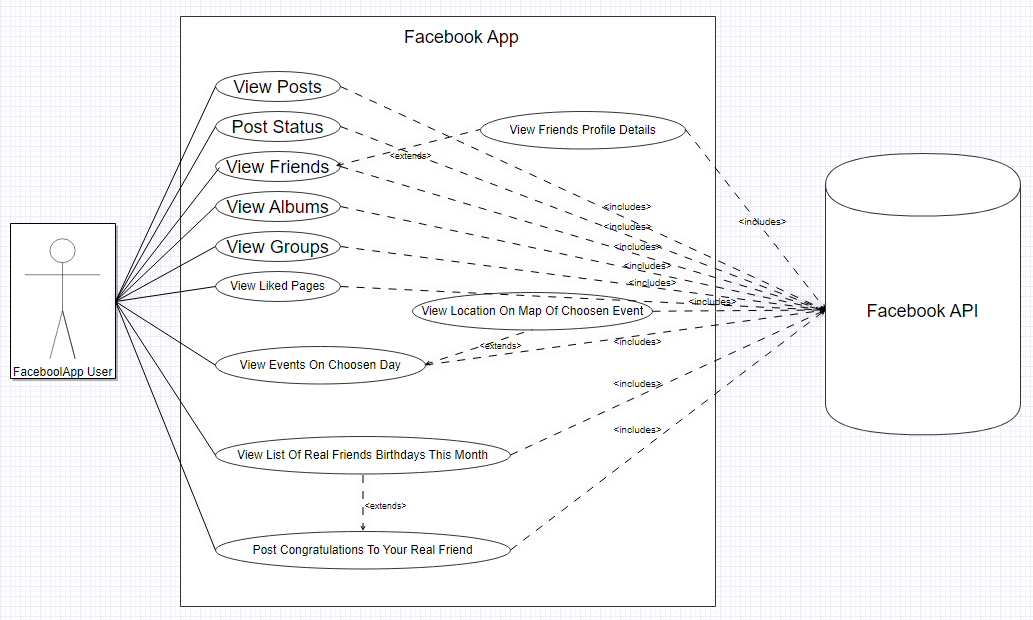 Facebook App
View Posts
Post Status
View Friends Profile Details
<extends>
View Friends
View Albums
<includes>
<includes>
<includes>
View Groups
<includes>
<includes>
<includes>
View Liked Pages
<includes>
View Location On Map Of Choosen Event
Facebook API
<extends>
<includes>
View Events On Choosen Day
FaceboolApp User
<includes>
<includes>
View List Of Real Friends Birthdays This Month
<extends>
Post Congratulations To Your Real Friend